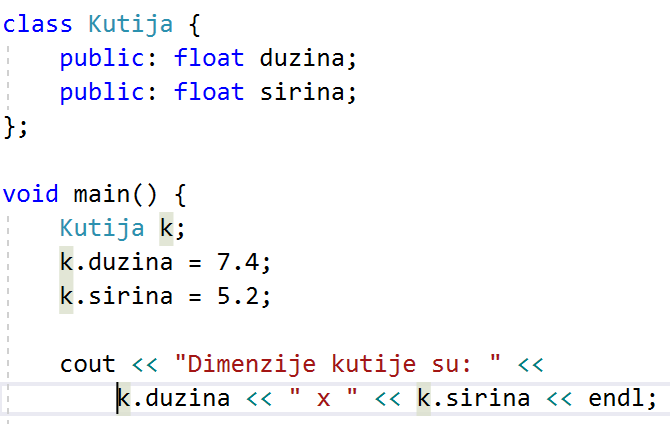 class Kutija {
public: float duzina;
public: float sirina;
};
void main() {
Kutija k;
k.duzina = 7.4;
k.sirina = 5.2;
cout << "Dimenzije kutije su: " <<
k.duzina << " x " << k.sirina << endl;